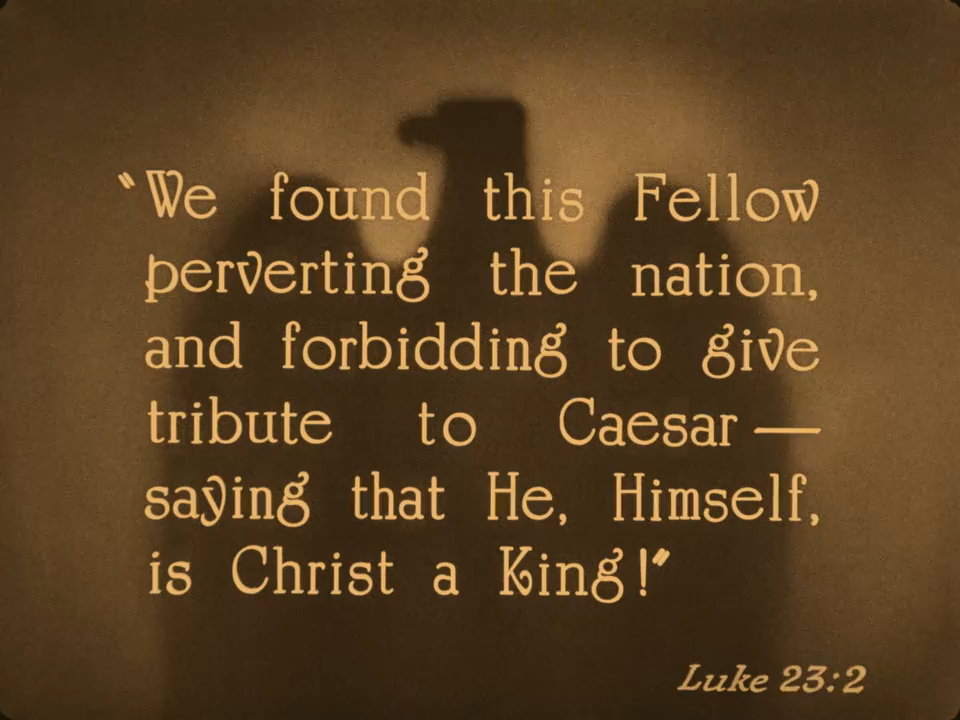 “We found this Fellow
perverting the nation,
and forbidding to give
tribute to Caesar —
saying that He, Himself,
is Christ a King!”
Luke 23:2